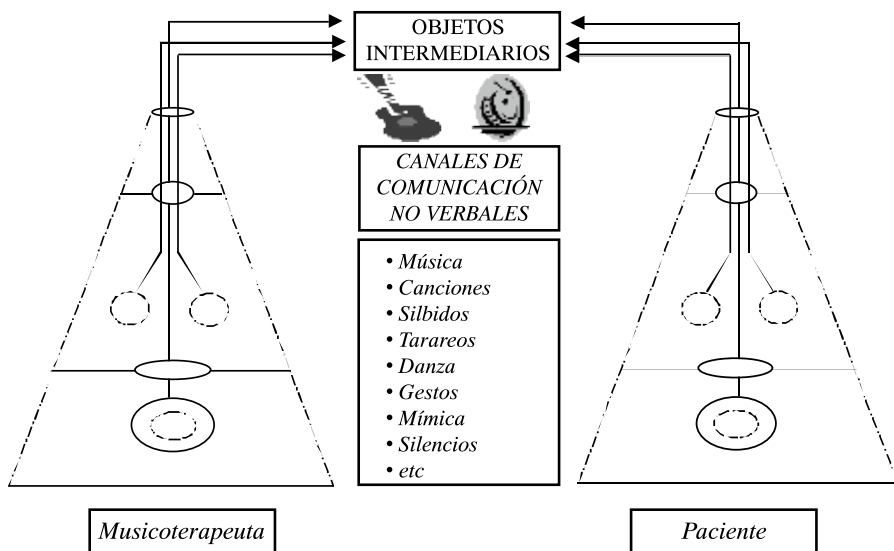 OBJETOS
INTERMEDIARIOS
CANALES DE
COMUNICACIÓN
NO VERBALES
• Música
• Canciones
• Silbidos
• Tarareos
• Danza
• Gestos
• Mímica
• Silencios
• etc
Musicoterapeuta
Paciente